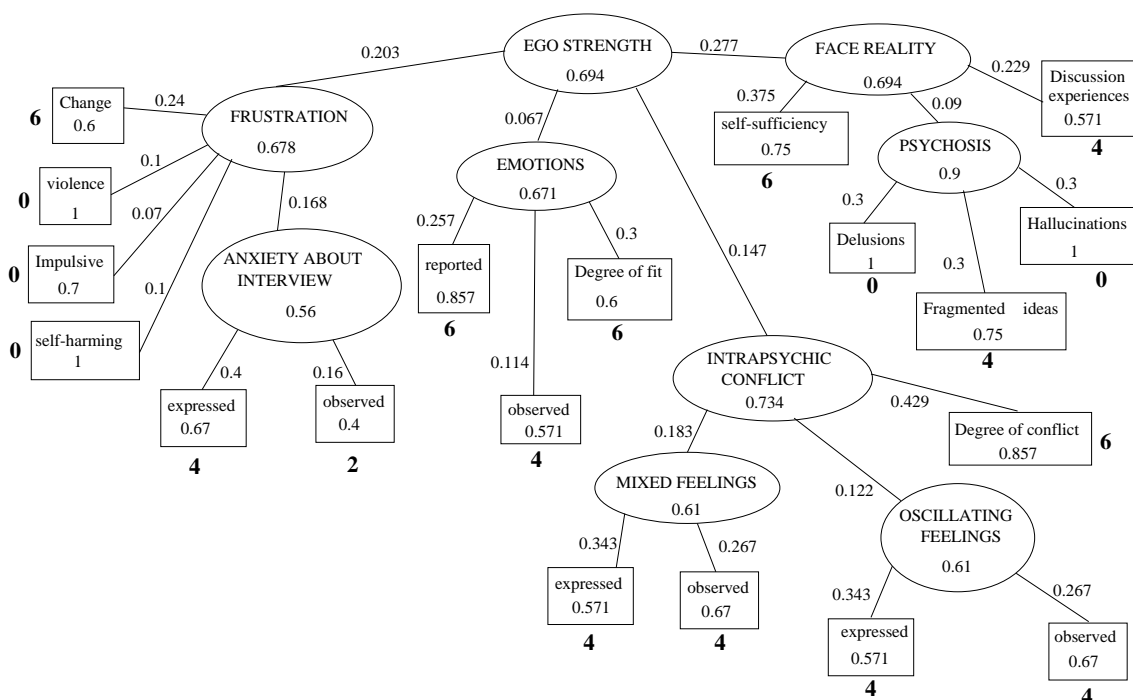 EGO STRENGTH
0.694
0.203
0.277
0.067
0.147
FACE REALITY
0.694
0.375
0.09
0.229
Discussion
experiences
0.571
4
self-sufficiency
0.75
6
PSYCHOSIS
0.9
0.3
0.3
0.3
Delusions
1
0
Fragmented ideas
0.75
4
Hallucinations
1
0
FRUSTRATION
0.678
0.24
0.1
0.07
0.1
0.168
6
Change
0.6
0
violence
1
0
Impulsive
0.7
0
self-harming
1
ANXIETY ABOUT
INTERVIEW
0.56
0.4
0.16
expressed
0.67
4
observed
0.4
2
EMOTIONS
0.671
0.257
0.114
0.3
reported
0.857
6
observed
0.571
4
Degree of fit
0.6
6
INTRAPSYCHIC
CONFLICT
0.734
0.183
0.122
0.429
Degree of conflict
0.857
6
MIXED FEELINGS
0.61
0.343
0.267
expressed
0.571
4
observed
0.67
4
OSCILLATING
FEELINGS
0.61
0.343
0.267
expressed
0.571
4
observed
0.67
4